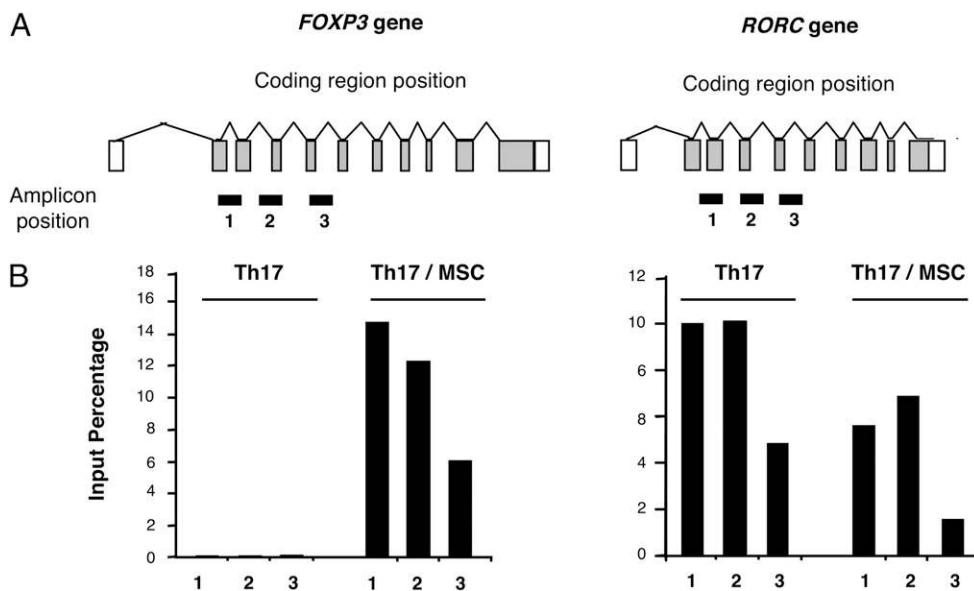 A
FOXP3 gene
RORC gene
Coding region position
Coding region position
Amplicon
position
1 2 3
1 2 3
B
Th17
Th17 / MSC
Th17
Th17 / MSC
Input Percentage
18
16
14
12
10
8
6
4
2
0
1 2 3 1 2 3
12
10
6
8
4
2
0
1 2 3 1 2 3